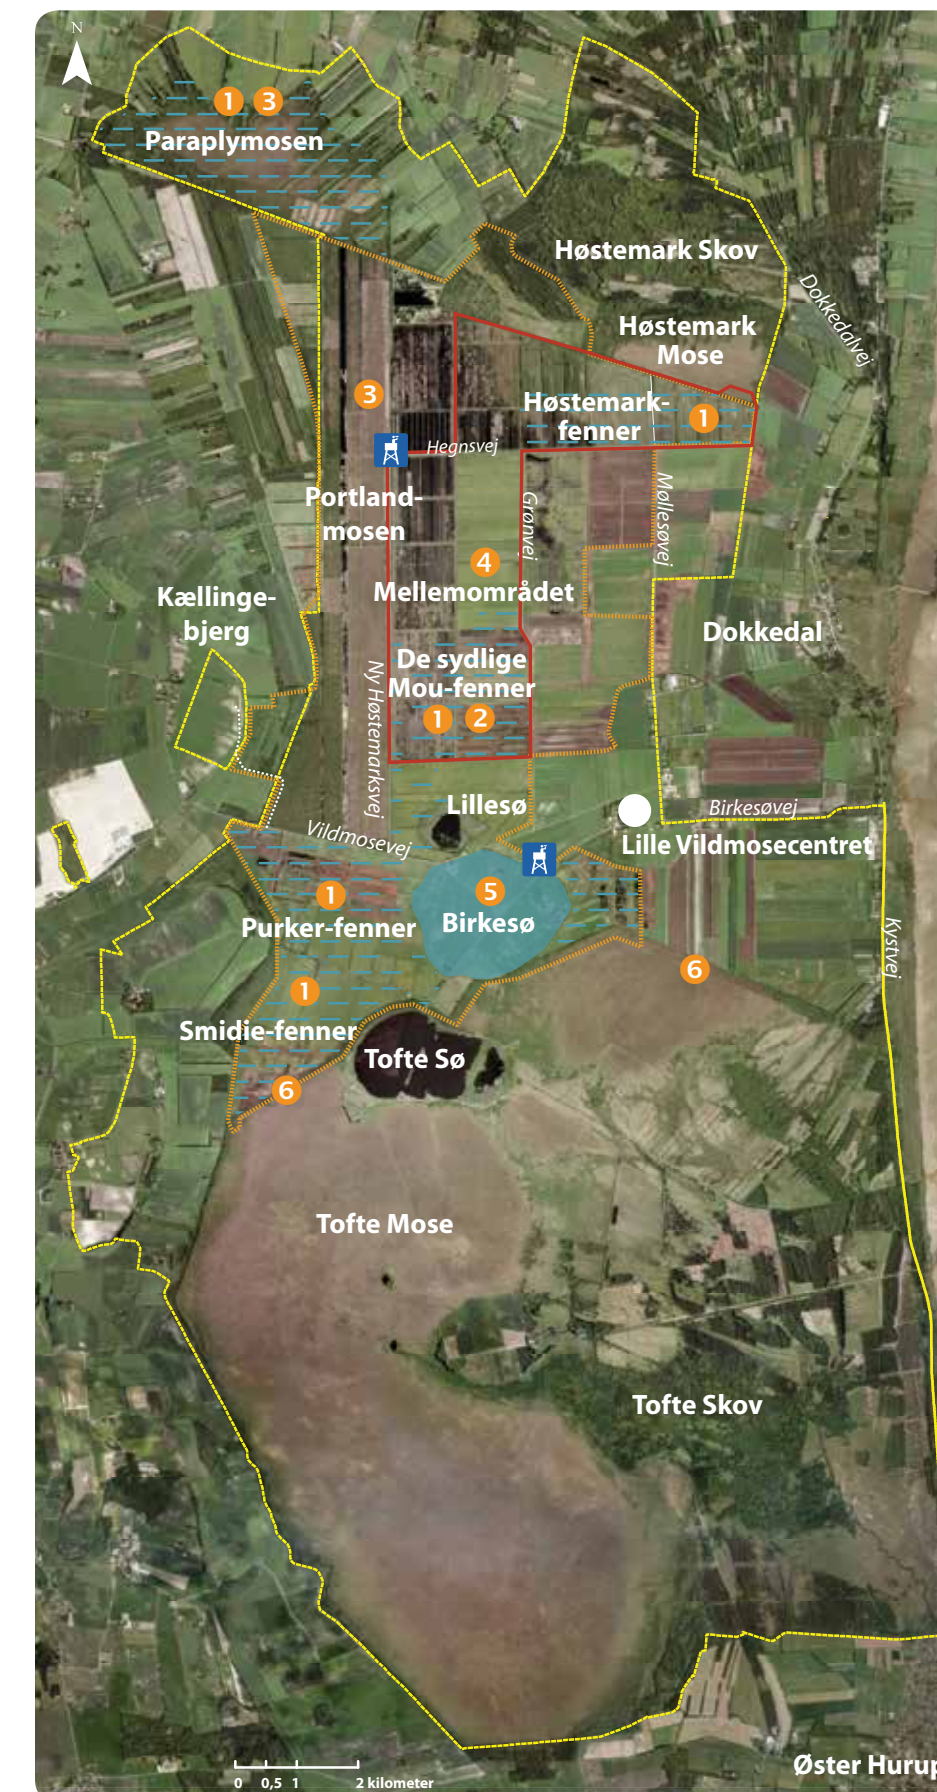 N
1 3
Paraplymosen
Høstemark Skov
Dokkedalvej
Høstemark
Mose
3
Høstemark-
fenner
1
Hegnsvej
Portland-
mosen
Grønvej
Møllesøvej
4
Mellemområdet
Kællinge-
bjerg
Dokkedal
De sydlige
Mou-fenner
1 2
Ny Høstemarksvej
Lillesø
Birkesøvej
Vildmosevej
Lille Vildmosecentret
1
5
Purker-fenner
Birkesø
Kystvej
6
1
Smidie-fenner
Tofte Sø
6
Tofte Mose
Tofte Skov
Øster Hurup
0 0,5 1 2 kilometer